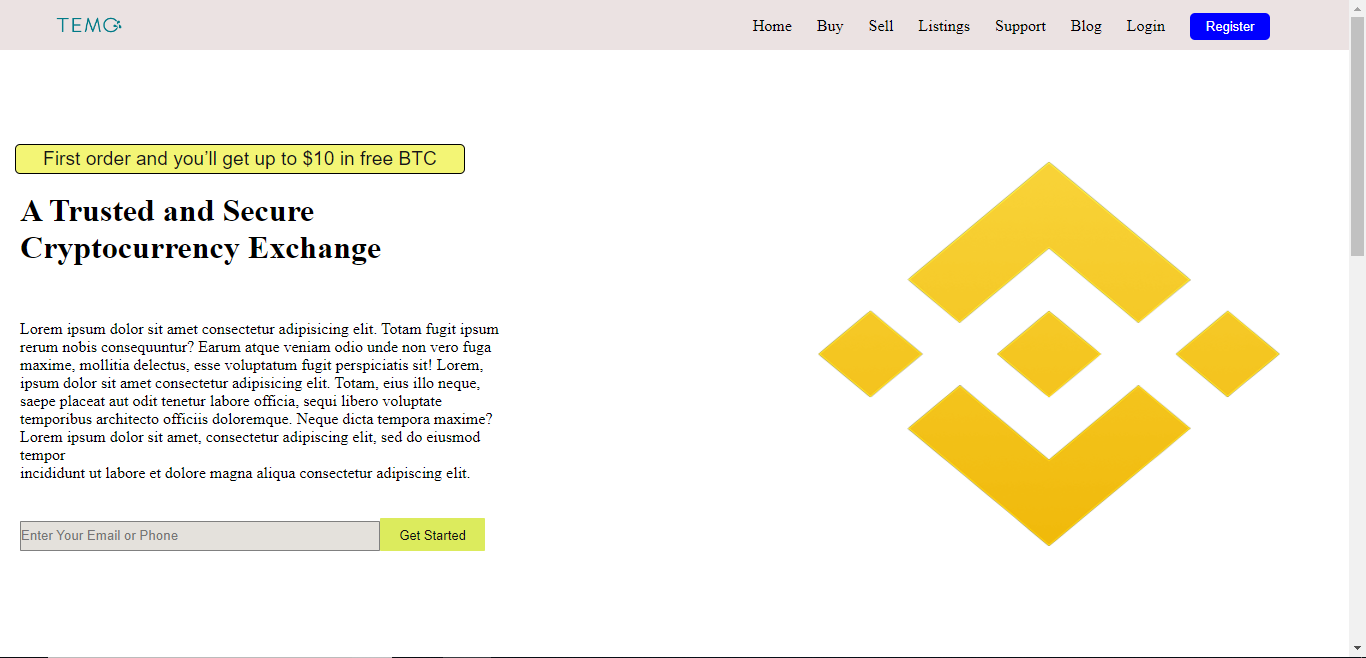 TEMO
Home Buy Sell Listings Support Blog Login Register
First order and you'll get up to $10 in free BTC
A Trusted and Secure
Cryptocurrency Exchange
Lorem ipsum dolor sit amet consectetur adipisicing elit. Totam fugit ipsum
rerum nobis consequuntur? Earum atque veniam odio unde non vero fuga
maxime, mollitia delectus, esse voluptatum fugit perspiciatis sit! Lorem,
ipsum dolor sit amet consectetur adipisicing elit. Totam, eius illo neque,
saepe placeat aut odit tenetur labore officia, sequi libero voluptate
temporibus architecto officiis doloremque. Neque dicta tempora maxime?
Lorem ipsum dolor sit amet, consectetur adipiscing elit, sed do eiusmod
tempor
incididunt ut labore et dolore magna aliqua consectetur adipiscing elit.
Enter Your Email or Phone Get Started